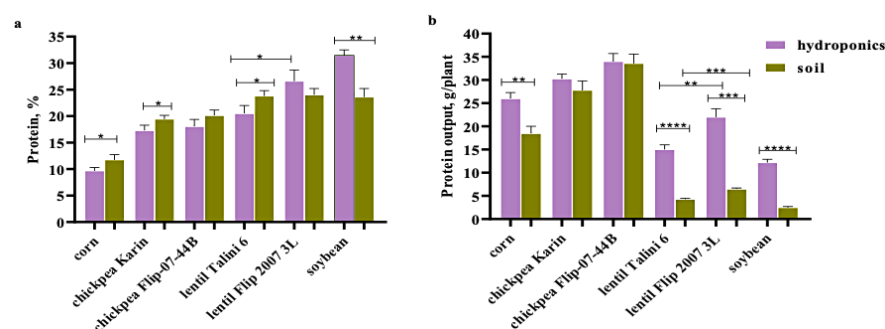 a
Protein, %
35
30
25
20
15
10
5
0
*
*
*
*
**
corn
chickpea Karin
chickpea Flip-07-44B
lentil Talini 6
lentil Flip 2007 3L
soybean
b
Protein output, g/plant
40
35
30
25
20
15
10
5
0
**
****
**
***
***
****
corn
chickpea Karin
chickpea Flip-07-44B
lentil Talini 6
lentil Flip 2007 3L
soybean
hydroponics
soil